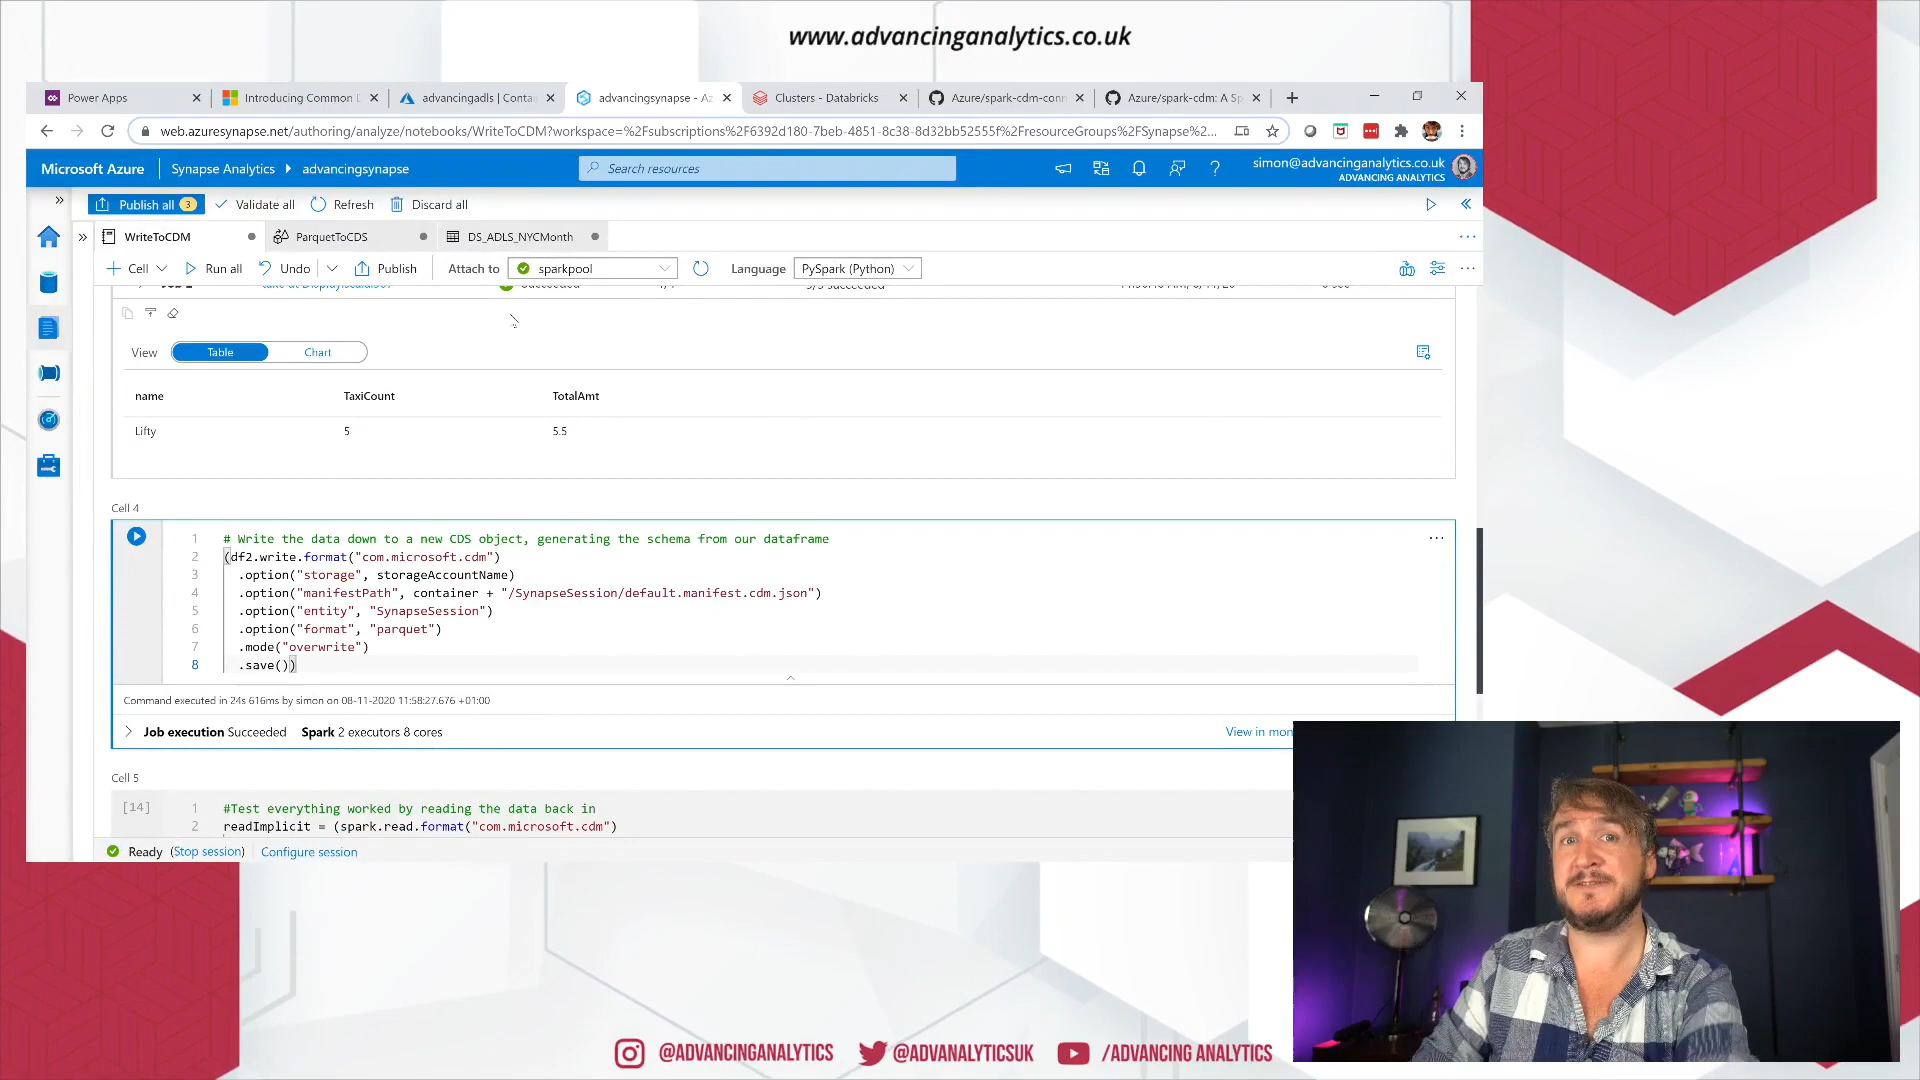 www.advancinganalytics.co.uk
Power Apps
Introducing Common D
advancingadls | Contai
advancingsynapse - Az
Clusters - Databricks
Azure/spark-cdm-conn
Azure/spark-cdm: A Sp
web.azuresynapse.net/authoring/analyze/notebooks/WriteToCDM?workspace=%2Fsubscriptions%2F6392d180-7beb-4851-8c38-8d32bb52555f%2FresourceGroups%2FSynapse%2...
Microsoft Azure
Synapse Analytics
advancingsynapse
Search resources
simon@advancinganalytics.co.uk
ADVANCING ANALYTICS
Publish all 3
Validate all
Refresh
Discard all
WriteToCDM
ParquetToCDS
DS_ADLS_NYCMonth
Cell
Run all
Undo
Publish
Attach to
sparkpool
Language
PySpark (Python)
View
Table
Chart
name TaxiCount TotalAmt
Lifty 5 5.5
Cell 4
1 # Write the data down to a new CDS object, generating the schema from our dataframe
2 (df2.write.format("com.microsoft.cdm")
3 .option("storage", storageAccountName)
4 .option("manifestPath", container + "/SynapseSession/default.manifest.cdm.json")
5 .option("entity", "SynapseSession")
6 .option("format", "parquet")
7 .mode("overwrite")
8 .save())
Command executed in 24s 616ms by simon on 08-11-2020 11:58:27.676 +01:00
Job execution Succeeded Spark 2 executors 8 cores
View in mon
Cell 5
[14]
1 #Test everything worked by reading the data back in
2 readImplicit = (spark.read.format("com.microsoft.cdm")
Ready (Stop session)
Configure session
@ADVANCINGANALYTICS
@ADVANALYTICSUK
/ADVANCING ANALYTICS